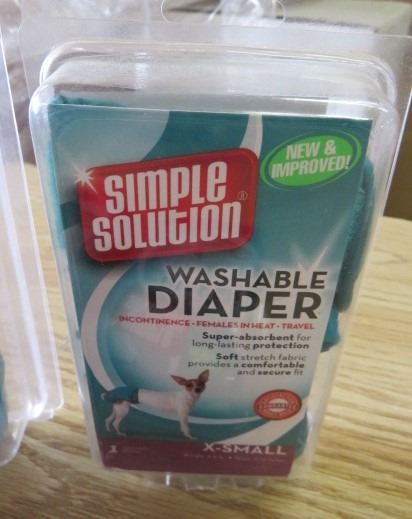 NEW &
IMPROVED!
SIMPLE
SOLUTION®
WASHABLE
DIAPER
INCONTINENCE • FEMALES IN HEAT • TRAVEL
Super-absorbent for
long-lasting protection
Soft stretch fabric
provides a comfortable
and secure fit
1
X-SMALL